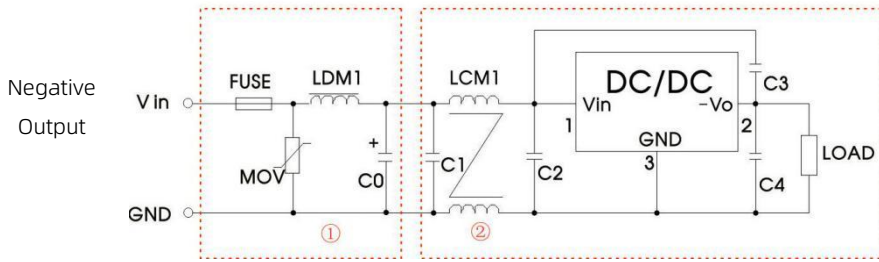 Negative
Output
FUSE
LDM1
LCM1
DC/DC
C3
Vin
Vin
-Vo
1
2
GND
3
MOV
+
C0
C1
C2
C4
LOAD
GND
①
②